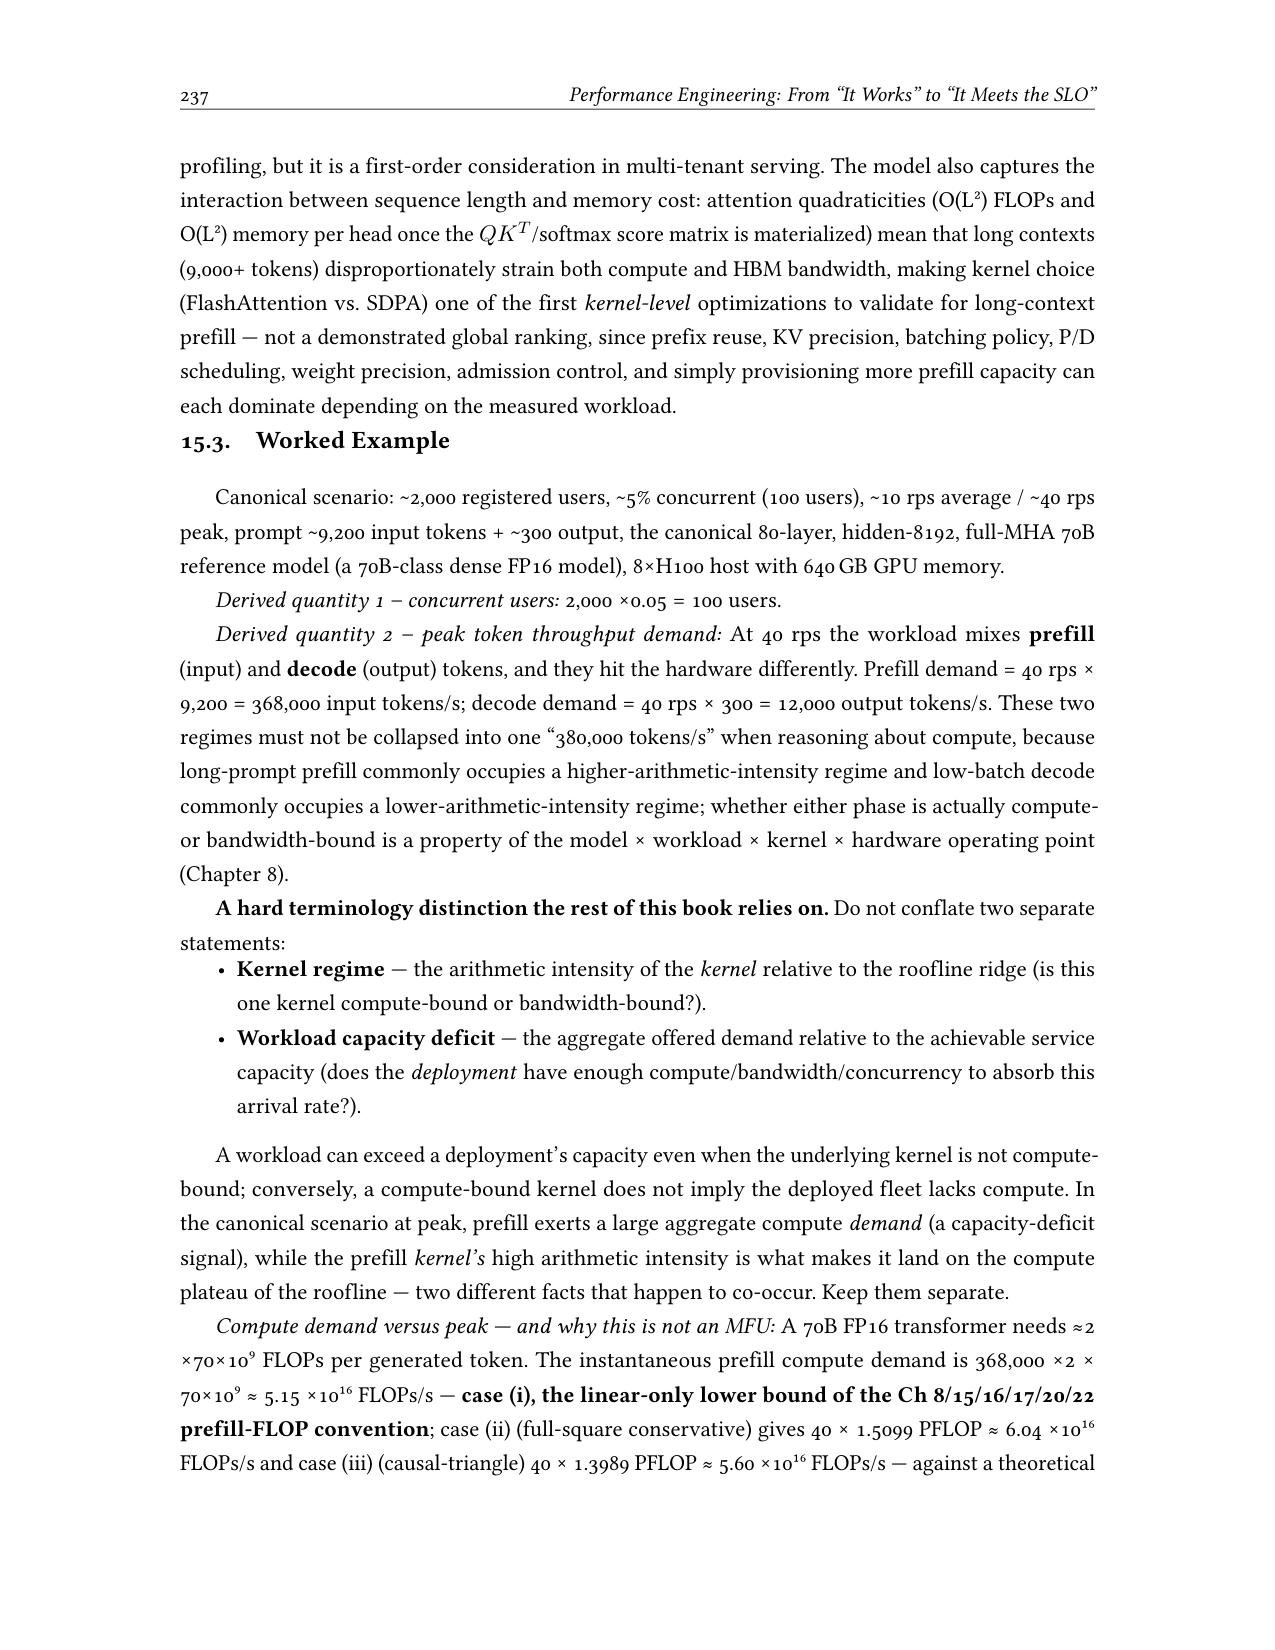 237 Performance Engineering: From “It Works” to “It Meets the SLO”
profiling, but it is a first-order consideration in multi-tenant serving. The model also captures the
interaction between sequence length and memory cost: attention quadraticities (O(L²) FLOPs and
O(L²) memory per head once the QKᵀ/softmax score matrix is materialized) mean that long contexts
(9,000+ tokens) disproportionately strain both compute and HBM bandwidth, making kernel choice
(FlashAttention vs. SDPA) one of the first kernel-level optimizations to validate for long-context
prefill — not a demonstrated global ranking, since prefix reuse, KV precision, batching policy, P/D
scheduling, weight precision, admission control, and simply provisioning more prefill capacity can
each dominate depending on the measured workload.
15.3. Worked Example
Canonical scenario: ~2,000 registered users, ~5% concurrent (100 users), ~10 rps average / ~40 rps
peak, prompt ~9,200 input tokens + ~300 output, the canonical 80-layer, hidden-8192, full-MHA 70B
reference model (a 70B-class dense FP16 model), 8×H100 host with 640 GB GPU memory.
Derived quantity 1 – concurrent users: 2,000 ×0.05 = 100 users.
Derived quantity 2 – peak token throughput demand: At 40 rps the workload mixes prefill
(input) and decode (output) tokens, and they hit the hardware differently. Prefill demand = 40 rps ×
9,200 = 368,000 input tokens/s; decode demand = 40 rps × 300 = 12,000 output tokens/s. These two
regimes must not be collapsed into one “380,000 tokens/s” when reasoning about compute, because
long-prompt prefill commonly occupies a higher-arithmetic-intensity regime and low-batch decode
commonly occupies a lower-arithmetic-intensity regime; whether either phase is actually compute-
or bandwidth-bound is a property of the model × workload × kernel × hardware operating point
(Chapter 8).
A hard terminology distinction the rest of this book relies on. Do not conflate two separate
statements:
• Kernel regime — the arithmetic intensity of the kernel relative to the roofline ridge (is this
one kernel compute-bound or bandwidth-bound?).
• Workload capacity deficit — the aggregate offered demand relative to the achievable service
capacity (does the deployment have enough compute/bandwidth/concurrency to absorb this
arrival rate?).
A workload can exceed a deployment’s capacity even when the underlying kernel is not compute-
bound; conversely, a compute-bound kernel does not imply the deployed fleet lacks compute. In
the canonical scenario at peak, prefill exerts a large aggregate compute demand (a capacity-deficit
signal), while the prefill kernel’s high arithmetic intensity is what makes it land on the compute
plateau of the roofline — two different facts that happen to co-occur. Keep them separate.
Compute demand versus peak — and why this is not an MFU: A 70B FP16 transformer needs ≈2
×70×10⁹ FLOPs per generated token. The instantaneous prefill compute demand is 368,000 ×2 ×
70×10⁹ ≈ 5.15 ×10¹⁶ FLOPs/s — case (i), the linear-only lower bound of the Ch 8/15/16/17/20/22
prefill-FLOP convention; case (ii) (full-square conservative) gives 40 × 1.5099 PFLOP ≈ 6.04 ×10¹⁶
FLOPs/s and case (iii) (causal-triangle) 40 × 1.3989 PFLOP ≈ 5.60 ×10¹⁶ FLOPs/s — against a theoretical